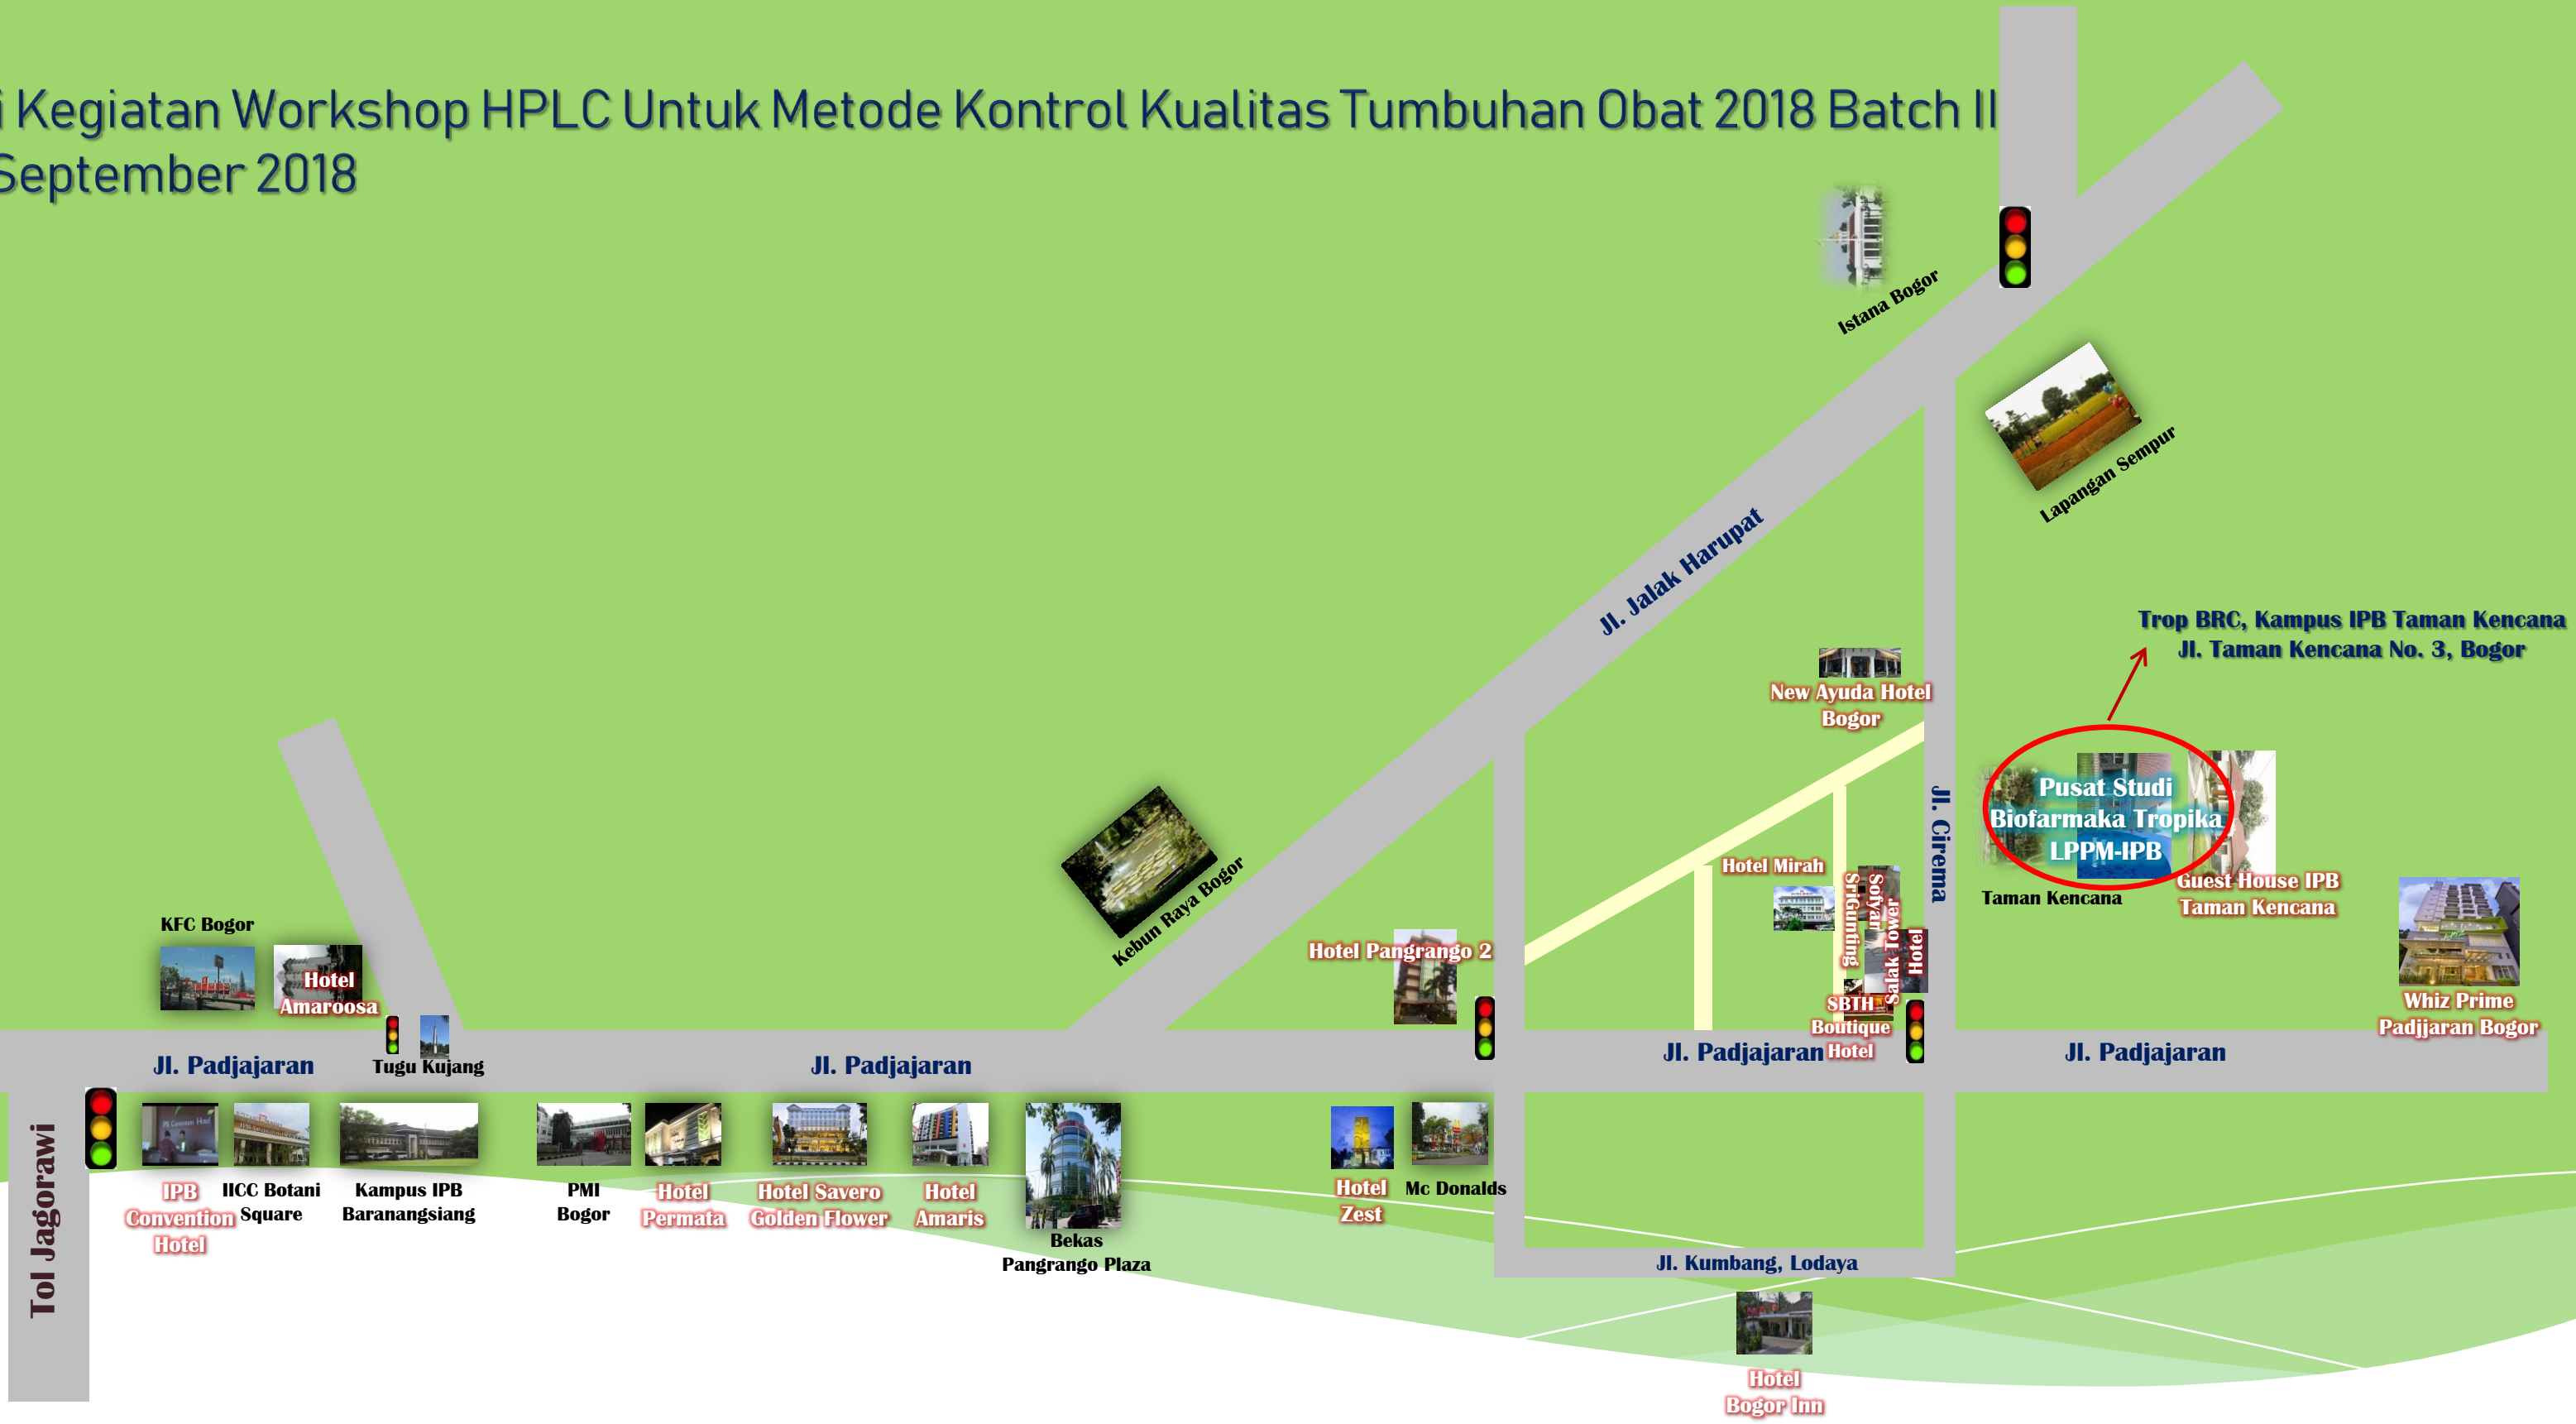 i Kegiatan Workshop HPLC Untuk Metode Kontrol Kualitas Tumbuhan Obat 2018 Batch II
September 2018
Istana Bogor
Lapangan Sempur
Jl. Jalak Harupat
Trop BRC, Kampus IPB Taman Kencana
Jl. Taman Kencana No. 3, Bogor
New Ayuda Hotel
Bogor
Jl. Cirema
Pusat Studi
Biofarmaka Tropika
LPPM-IPB
Taman Kencana
Guest House IPB
Taman Kencana
Whiz Prime
Padjjaran Bogor
Hotel Mirah
Sofyan
SriGunting
Salak Tower
Hotel
SBTH
Boutique
Hotel
Kebun Raya Bogor
Hotel Pangrango 2
KFC Bogor
Hotel
Amaroosa
Tugu Kujang
Jl. Padjajaran
Jl. Padjajaran
Jl. Padjajaran
Jl. Padjajaran
Tol Jagorawi
IPB
Convention
Hotel
IICC Botani
Square
Kampus IPB
Baranangsiang
PMI
Bogor
Hotel
Permata
Hotel Savero
Golden Flower
Hotel
Amaris
Bekas
Pangrango Plaza
Hotel
Zest
Mc Donalds
Jl. Kumbang, Lodaya
Hotel
Bogor Inn